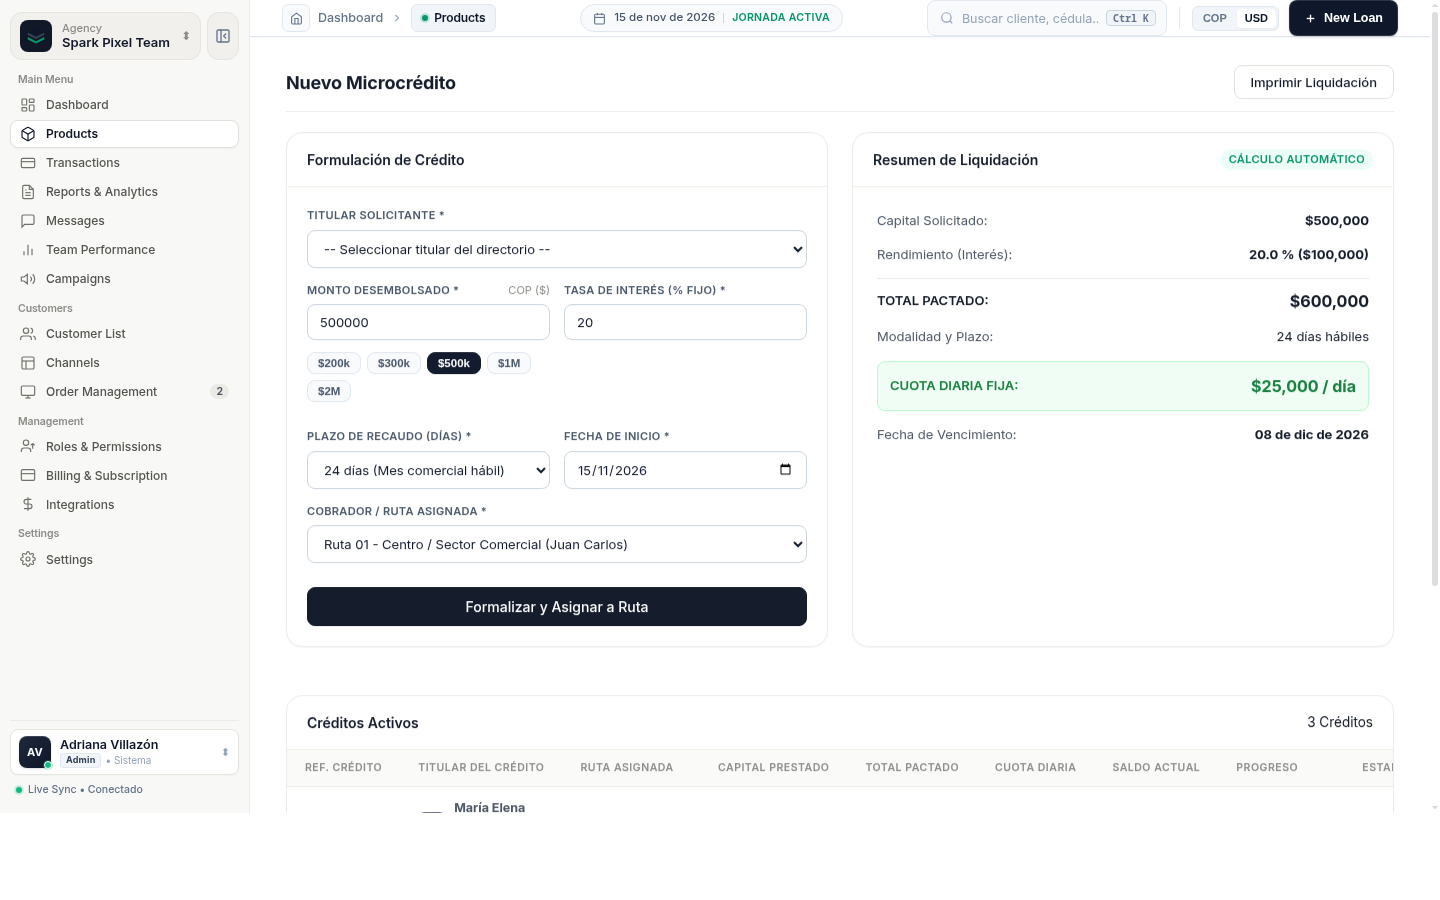 Agency
Spark Pixel Team
Main Menu
Dashboard
Products
Transactions
Reports & Analytics
Messages
Team Performance
Campaigns
Customers
Customer List
Channels
Order Management 2
Management
Roles & Permissions
Billing & Subscription
Integrations
Settings
Settings
AV
Adriana Villazón
Admin • Sistema
Live Sync • Conectado
Dashboard > Products
15 de nov de 2026 | JORNADA ACTIVA
Buscar cliente, cédula.. Ctrl K
COP USD
+ New Loan
Nuevo Microcrédito
Imprimir Liquidación
Formulación de Crédito
TITULAR SOLICITANTE *
-- Seleccionar titular del directorio --
MONTO DESEMBOLSADO * COP ($)
TASA DE INTERÉS (% FIJO) *
500000
20
$200k $300k $500k $1M
$2M
PLAZO DE RECAUDO (DÍAS) *
FECHA DE INICIO *
24 días (Mes comercial hábil)
15/11/2026
COBRADOR / RUTA ASIGNADA *
Ruta 01 - Centro / Sector Comercial (Juan Carlos)
Formalizar y Asignar a Ruta
Resumen de Liquidación
CÁLCULO AUTOMÁTICO
Capital Solicitado: $500,000
Rendimiento (Interés): 20.0 % ($100,000)
TOTAL PACTADO: $600,000
Modalidad y Plazo: 24 días hábiles
CUOTA DIARIA FIJA: $25,000 / día
Fecha de Vencimiento: 08 de dic de 2026
Créditos Activos
3 Créditos
REF. CRÉDITO TITULAR DEL CRÉDITO RUTA ASIGNADA CAPITAL PRESTADO TOTAL PACTADO CUOTA DIARIA SALDO ACTUAL PROGRESO
María Elena